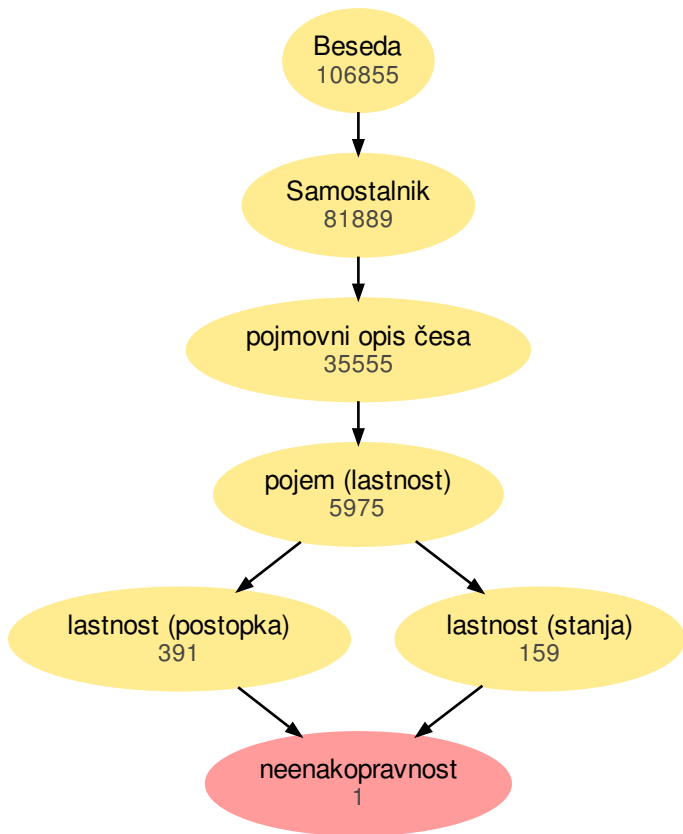 Beseda
106855
Samostalnik
81889
pojmovni opis česa
35555
pojem (lastnost)
5975
lastnost (postopka)
391
lastnost (stanja)
159
neenakopravnost
1